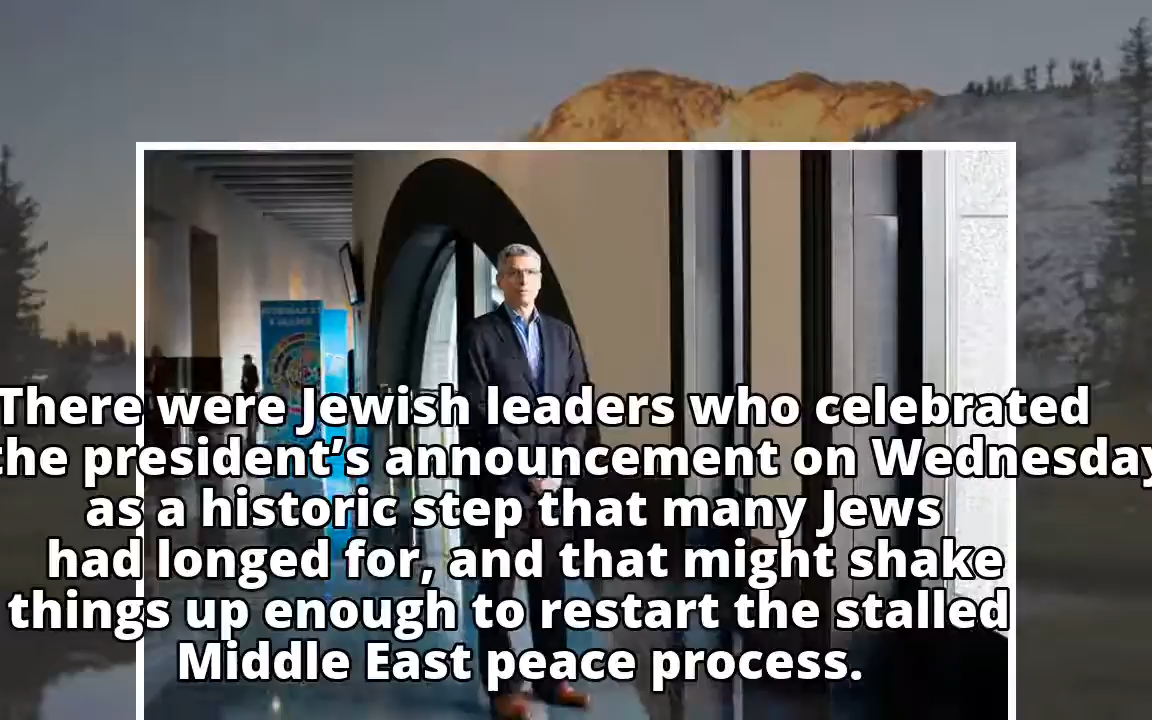 There were Jewish leaders who celebrated
the president’s announcement on Wednesday
as a historic step that many Jews
had longed for, and that might shake
things up enough to restart the stalled
Middle East peace process.